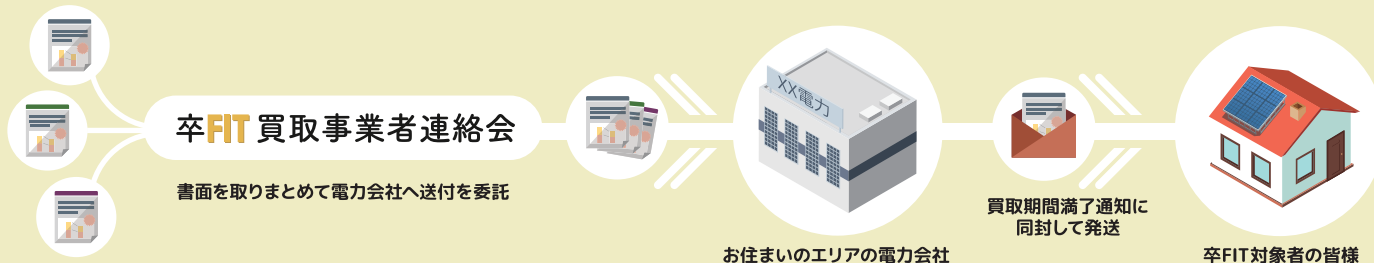 卒FIT買取事業者連絡会
書面を取りまとめて電力会社へ送付を委託
XX電力
お住まいのエリアの電力会社
買取期間満了通知に
同封して発送
卒FIT対象者の皆様